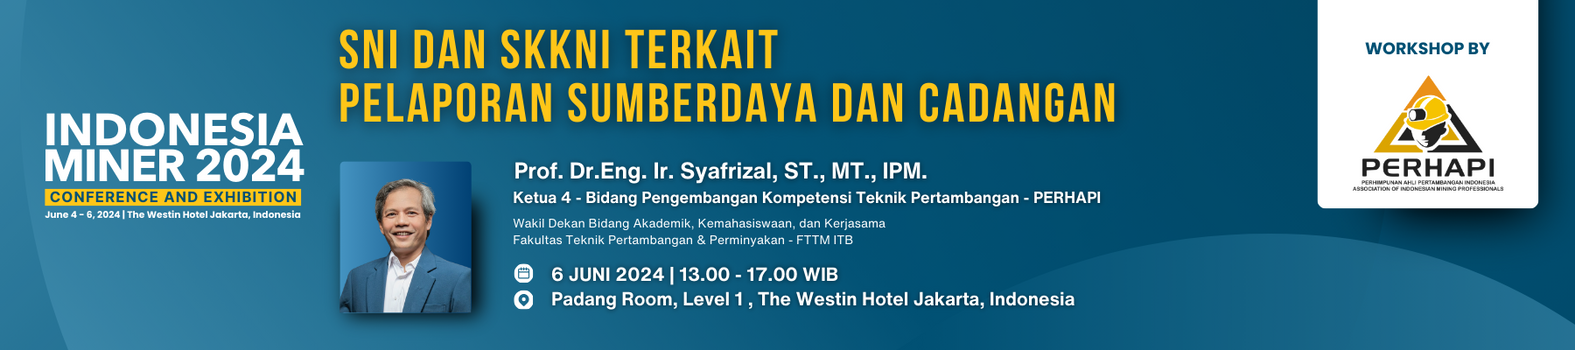 INDONESIA
MINER 2024
CONFERENCE AND EXHIBITION
June 4 - 6, 2024 | The Westin Hotel Jakarta, Indonesia
SNI DAN SKKNI TERKAIT
PELAPORAN SUMBERDAYA DAN CADANGAN
Prof. Dr.Eng. Ir. Syafrizal, ST., MT., IPM.
Ketua 4 - Bidang Pengembangan Kompetensi Teknik Pertambangan - PERHAPI
Wakil Dekan Bidang Akademik, Kemahasiswaan, dan Kerjasama
Fakultas Teknik Pertambangan & Perminyakan - FTTM ITB
6 JUNI 2024 | 13.00 - 17.00 WIB
Padang Room, Level 1 , The Westin Hotel Jakarta, Indonesia
WORKSHOP BY
PERHAPI
PERHIMPUNAN AHLI PERTAMBANGAN INDONESIA
ASSOCIATION OF INDONESIAN MINING PROFESSIONALS